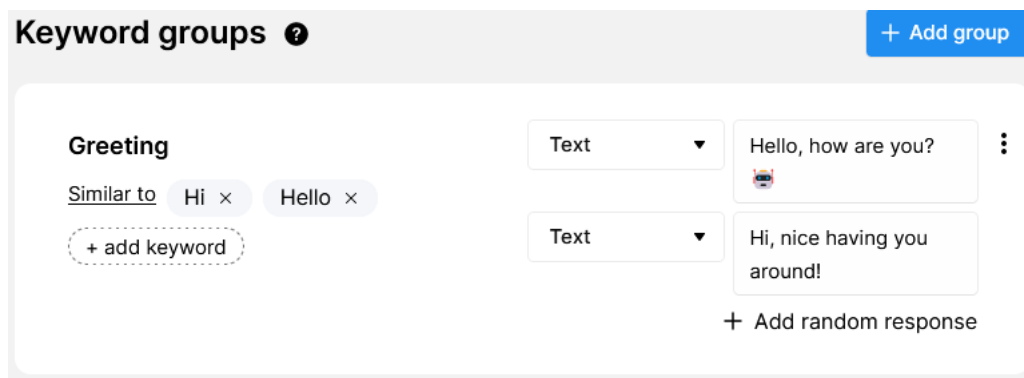 Keyword groups ?
+ Add group
Greeting
Similar to Hi × Hello ×
+ add keyword
Text
Hello, how are you?
🤖
Text
Hi, nice having you
around!
+ Add random response